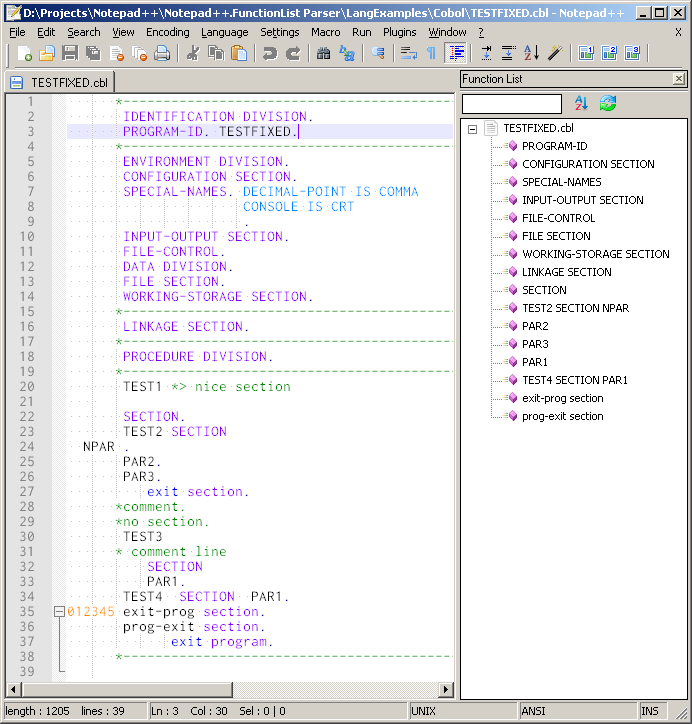 D:\Projects\Notepad++\Notepad++.FunctionList Parser\LangExamples\Cobol\TESTFIXED.cbl - Notepad++
File Edit Search View Encoding Language Settings Macro Run Plugins Window ? X
TESTFIXED.cbl
1 *-----------------------------------------
2 IDENTIFICATION DIVISION.
3 PROGRAM-ID. TESTFIXED.
4 *-----------------------------------------
5 ENVIRONMENT DIVISION.
6 CONFIGURATION SECTION.
7 SPECIAL-NAMES. DECIMAL-POINT IS COMMA
8 CONSOLE IS CRT
9 .
10 INPUT-OUTPUT SECTION.
11 FILE-CONTROL.
12 DATA DIVISION.
13 FILE SECTION.
14 WORKING-STORAGE SECTION.
15 *-----------------------------------------
16 LINKAGE SECTION.
17 *-----------------------------------------
18 PROCEDURE DIVISION.
19 *-----------------------------------------
20 TEST1 *> nice section
21
22 SECTION.
23 TEST2 SECTION
24 NPAR .
25 PAR2.
26 PAR3.
27 exit section.
28 *comment.
29 *no section.
30 TEST3
31 * comment line
32 SECTION
33 PAR1.
34 TEST4 SECTION PAR1.
35 012345 exit-prog section.
36 prog-exit section.
37 exit program.
38 *-----------------------------------------
39
Function List
TESTFIXED.cbl
PROGRAM-ID
CONFIGURATION SECTION
SPECIAL-NAMES
INPUT-OUTPUT SECTION
FILE-CONTROL
FILE SECTION
WORKING-STORAGE SECTION
LINKAGE SECTION
SECTION
TEST2 SECTION NPAR
PAR2
PAR3
PAR1
TEST4 SECTION PAR1
exit-prog section
prog-exit section
length : 1205 lines : 39 Ln : 3 Col : 30 Sel : 0 | 0 UNIX ANSI INS